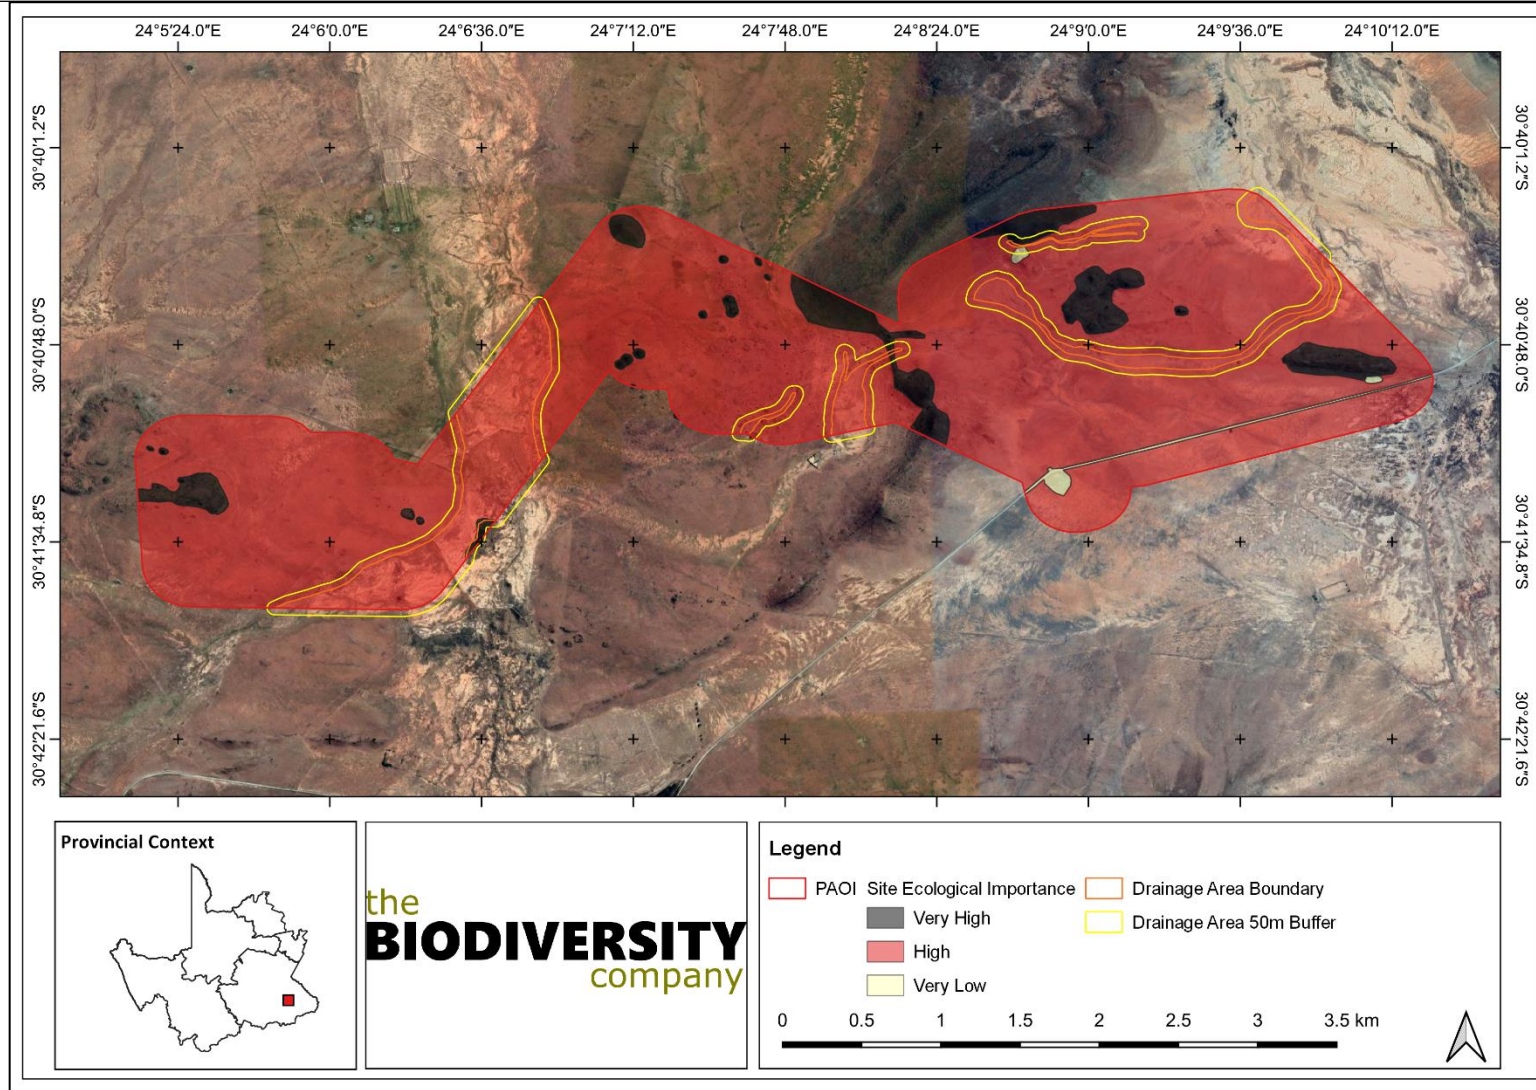 24°5'24.0"E 24°6'0.0"E 24°6'36.0"E 24°7'12.0"E 24°7'48.0"E 24°8'24.0"E 24°9'0.0"E 24°9'36.0"E 24°10'12.0"E
30°40'1.2"S 30°40'1.2"S
30°40'48.0"S 30°40'48.0"S
30°41'34.8"S 30°41'34.8"S
30°42'21.6"S 30°42'21.6"S
Provincial Context
the
BIODIVERSITY
company
Legend
PAOI
Site Ecological Importance
Very High
High
Very Low
Drainage Area Boundary
Drainage Area 50m Buffer
0 0.5 1 1.5 2 2.5 3 3.5 km